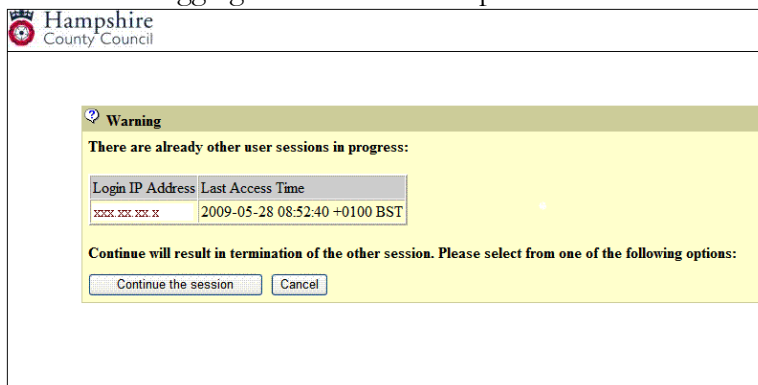 Hampshire
County Council
Warning
There are already other user sessions in progress:
Login IP Address Last Access Time
xxx.xx.xx.x 2009-05-28 08:52:40 +0100 BST
Continue will result in termination of the other session. Please select from one of the following options:
Continue the session Cancel